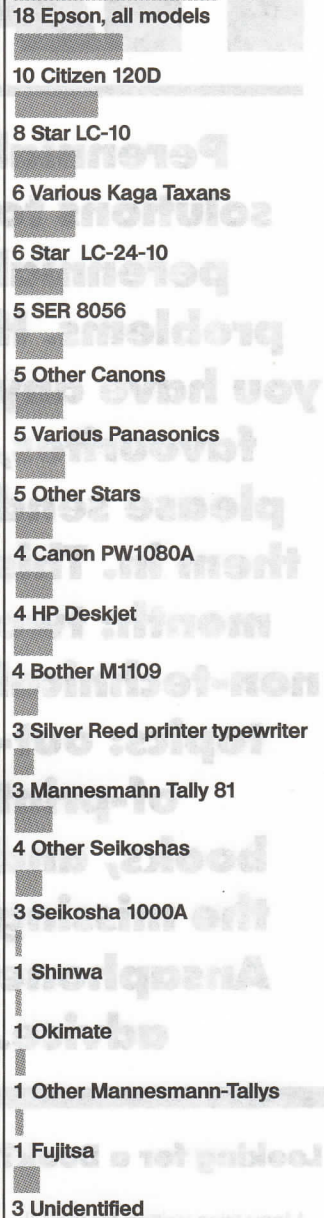 18 Epson, all models
10 Citizen 120D
8 Star LC-10
6 Various Kaga Taxans
6 Star LC-24-10
5 SER 8056
5 Other Canons
5 Various Panasonics
5 Other Stars
4 Canon PW1080A
4 HP Deskjet
4 Bother M1109
3 Silver Reed printer typewriter
3 Mannesmann Tally 81
4 Other Seikoshas
3 Seikosha 1000A
1 Shinwa
1 Okimate
1 Other Mannesmann-Tallys
1 Fujitsa
3 Unidentified